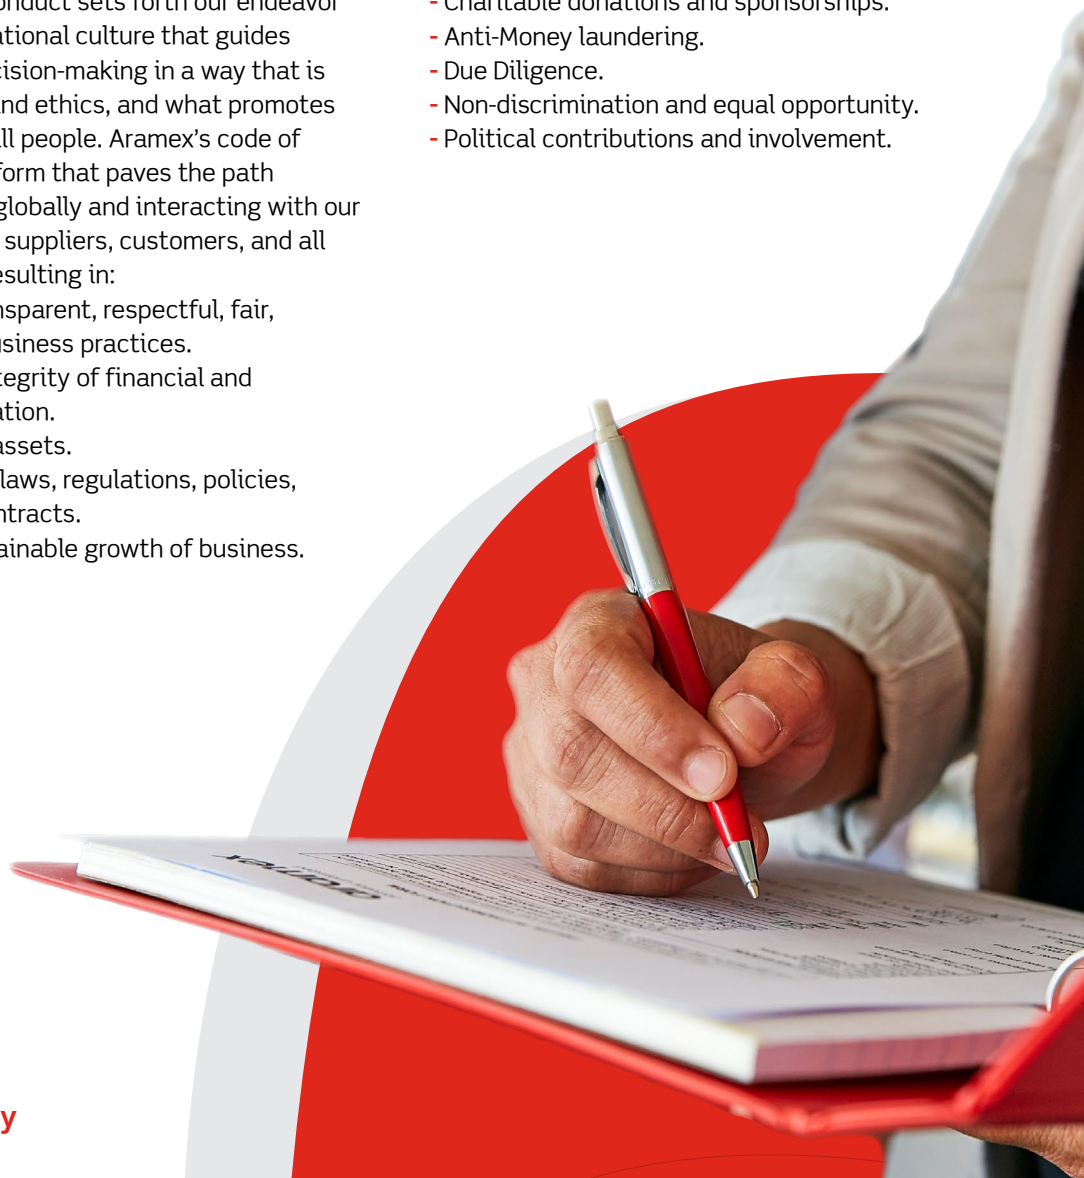 onduct sets forth our endeavor
ational culture that guides
cision-making in a way that is
nd ethics, and what promotes
ll people. Aramex’s code of
form that paves the path
globally and interacting with our
suppliers, customers, and all
esulting in:
nsparent, respectful, fair,
usiness practices.
tegrity of financial and
ation.
assets.
laws, regulations, policies,
ntracts.
ainable growth of business.
y
- Charitable donations and sponsorships.
- Anti-Money laundering.
- Due Diligence.
- Non-discrimination and equal opportunity.
- Political contributions and involvement.
aramex